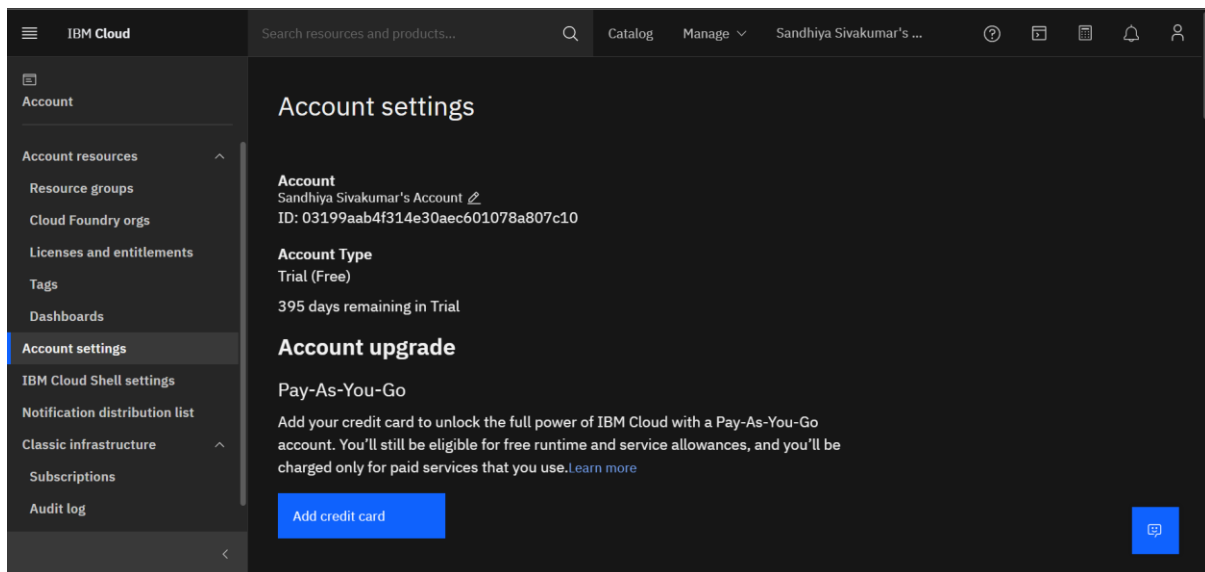 IBM Cloud
Search resources and products...
Catalog
Manage
Sandhiya Sivakumar's ...
Account
Account resources
Resource groups
Cloud Foundry orgs
Licenses and entitlements
Tags
Dashboards
Account settings
IBM Cloud Shell settings
Notification distribution list
Classic infrastructure
Subscriptions
Audit log
Account settings
Account
Sandhiya Sivakumar's Account
ID: 03199aab4f314e30aec601078a807c10
Account Type
Trial (Free)
395 days remaining in Trial
Account upgrade
Pay-As-You-Go
Add your credit card to unlock the full power of IBM Cloud with a Pay-As-You-Go
account. You’ll still be eligible for free runtime and service allowances, and you’ll be
charged only for paid services that you use.Learn more
Add credit card